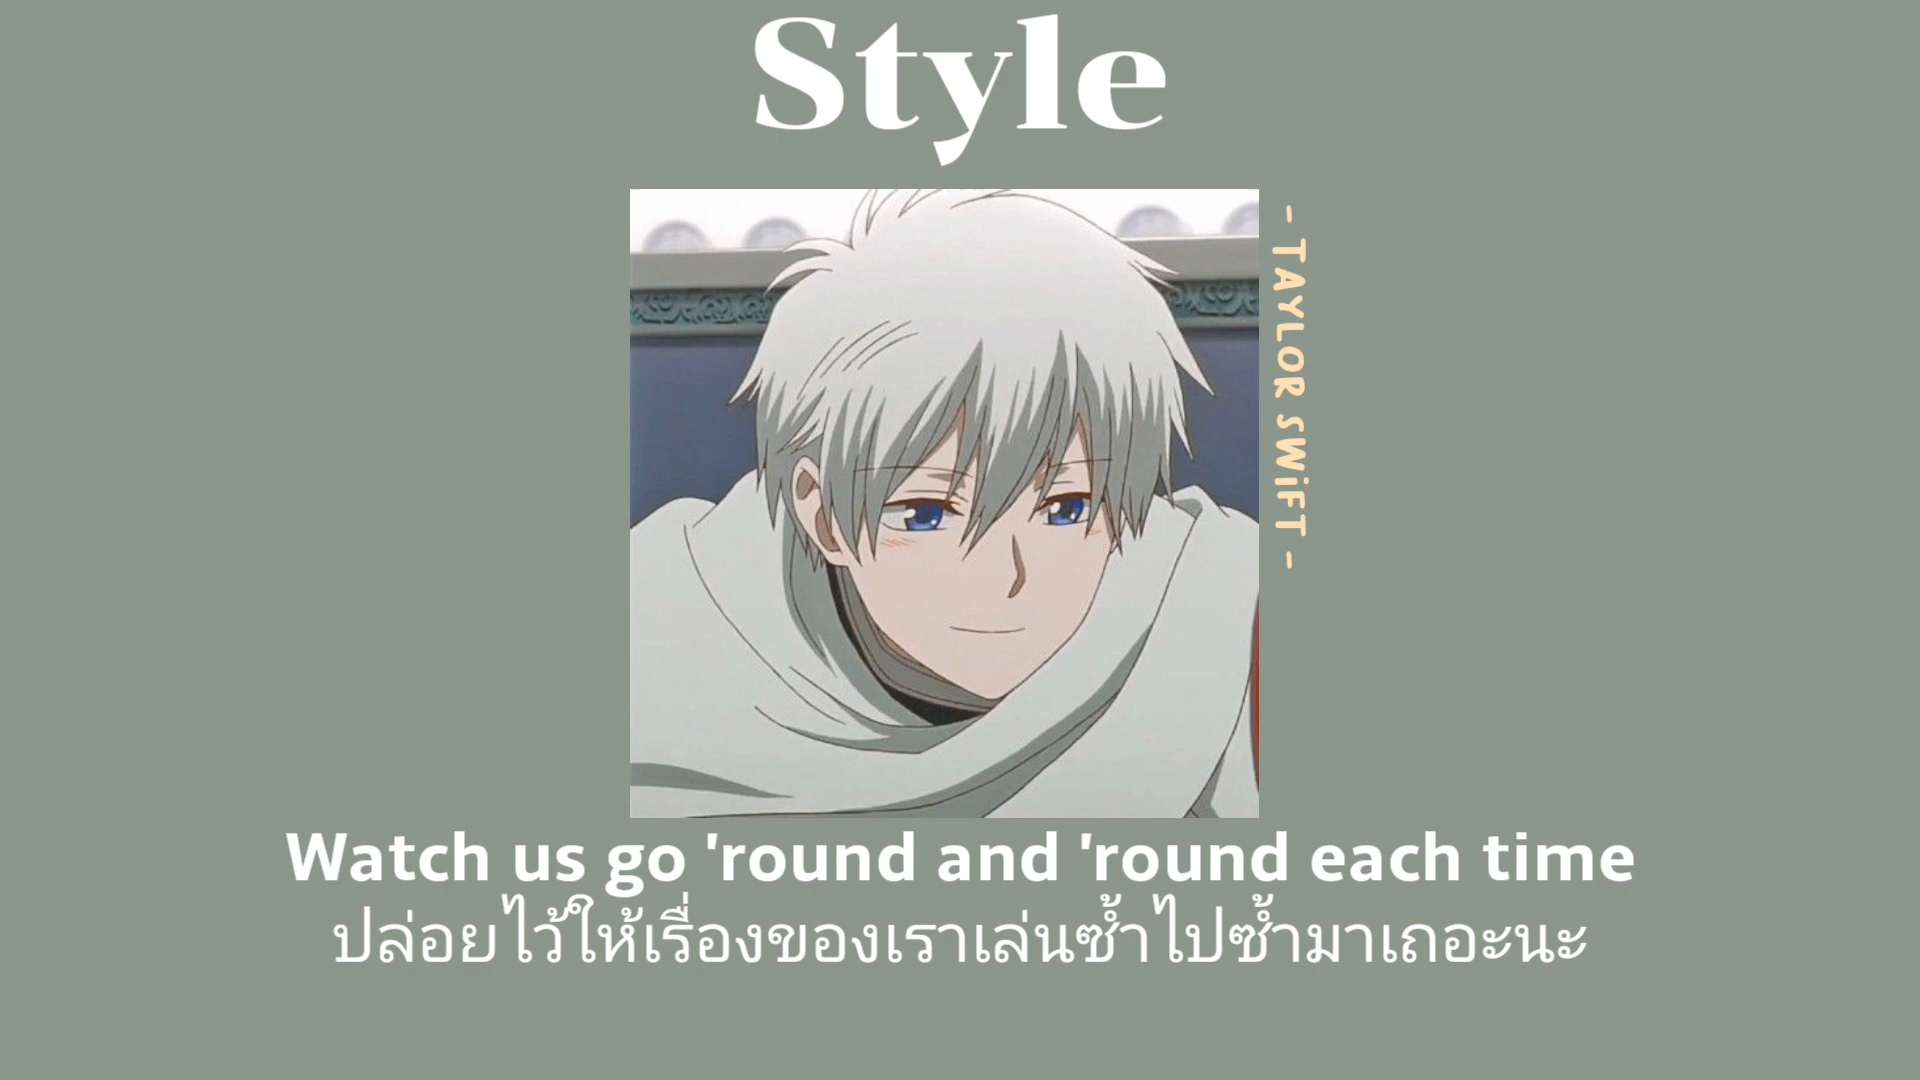 Style
- TAYLOR SWiFT -
Watch us go 'round and 'round each time
ปล่อยไว้ให้เรื่องของเราเล่นซ้ำไปซ้ำมาเถอะนะ